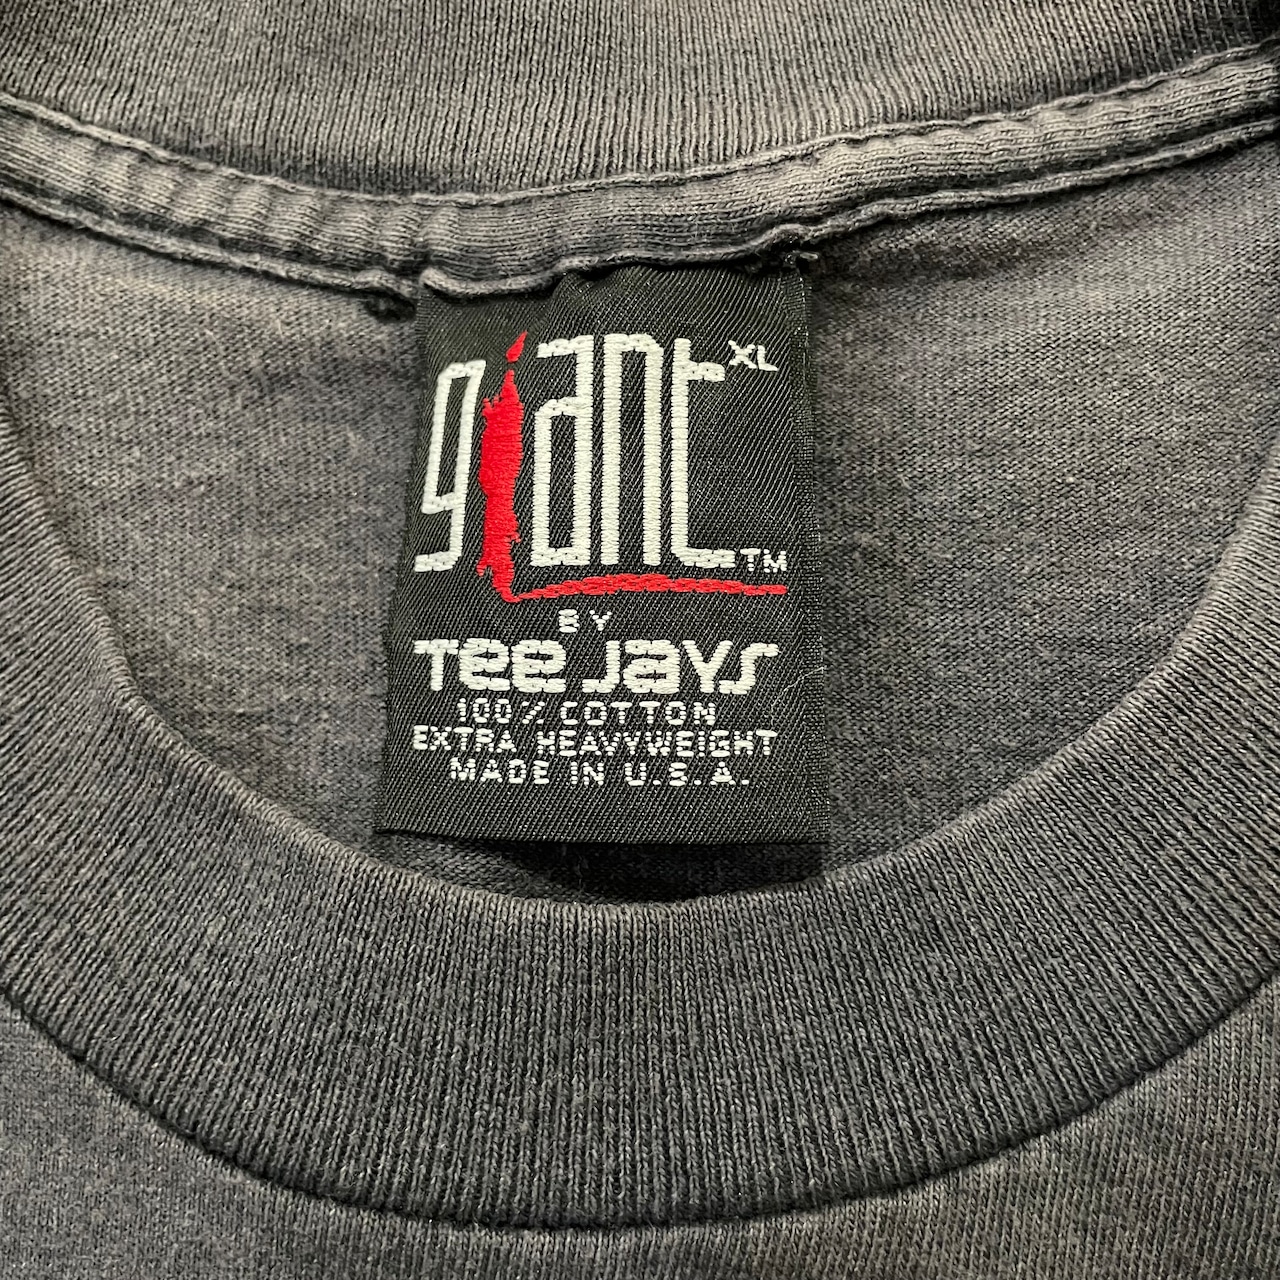 giant XL
TM
BY
Tee Jays
100% COTTON
EXTRA HEAVYWEIGHT
MADE IN U.S.A.